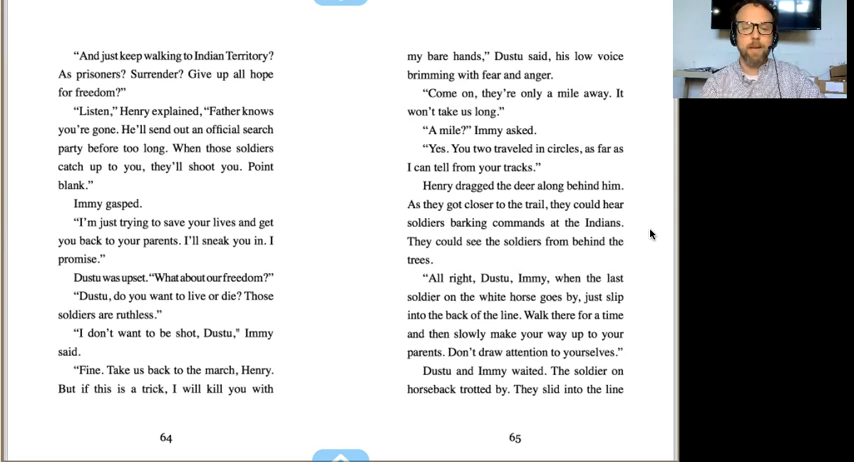 “And just keep walking to Indian Territory?
As prisoners? Surrender? Give up all hope
for freedom?”
“Listen,” Henry explained, “Father knows
you’re gone. He’ll send out an official search
party before too long. When those soldiers
catch up to you, they’ll shoot you. Point
blank.”
Immy gasped.
“I’m just trying to save your lives and get
you back to your parents. I’ll sneak you in. I
promise.”
Dustu was upset. “What about our freedom?”
“Dustu, do you want to live or die? Those
soldiers are ruthless.”
“I don’t want to be shot, Dustu," Immy
said.
“Fine. Take us back to the march, Henry.
But if this is a trick, I will kill you with
64
my bare hands,” Dustu said, his low voice
brimming with fear and anger.
“Come on, they’re only a mile away. It
won’t take us long.”
“A mile?” Immy asked.
“Yes. You two traveled in circles, as far as
I can tell from your tracks.”
Henry dragged the deer along behind him.
As they got closer to the trail, they could hear
soldiers barking commands at the Indians.
They could see the soldiers from behind the
trees.
“All right, Dustu, Immy, when the last
soldier on the white horse goes by, just slip
into the back of the line. Walk there for a time
and then slowly make your way up to your
parents. Don’t draw attention to yourselves.”
Dustu and Immy waited. The soldier on
horseback trotted by. They slid into the line
65